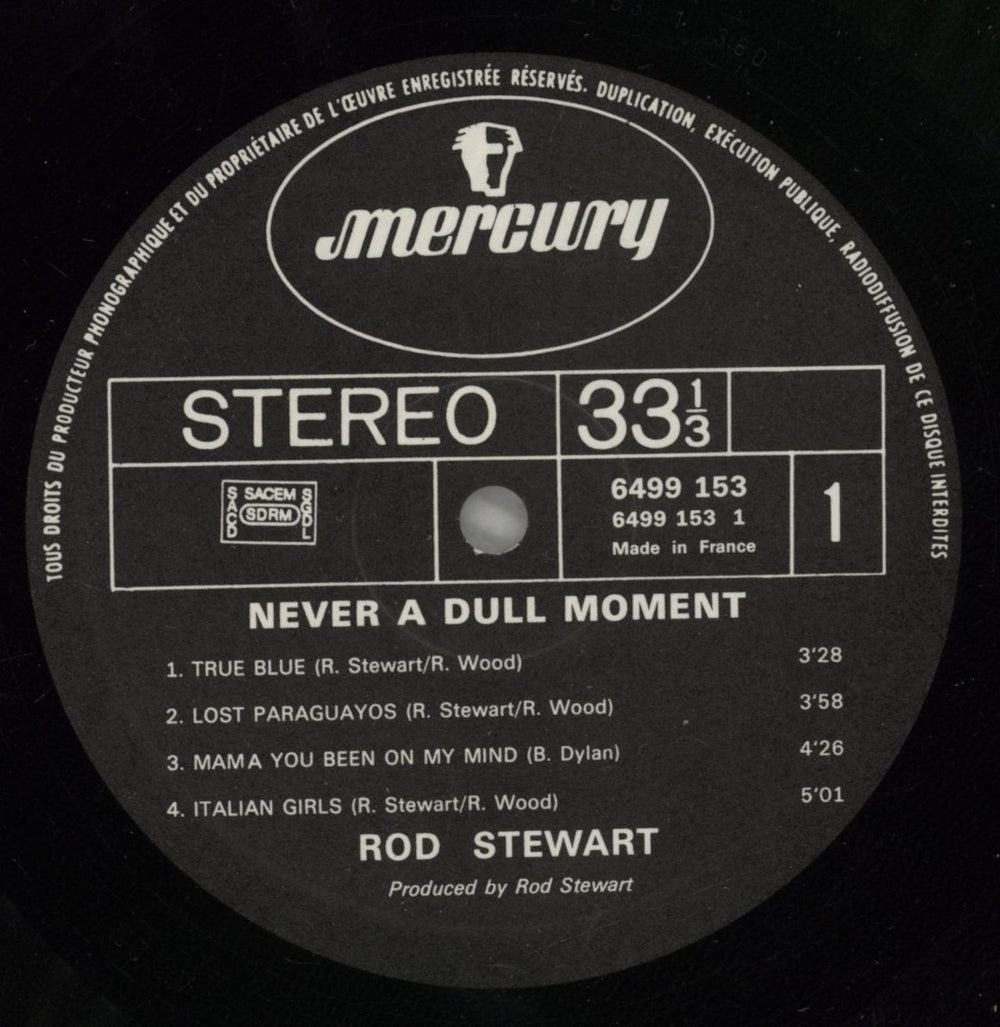 TOUS DROITS DU PRODUCTEUR PHONOGRAPHIQUE ET DU PROPRIÉTAIRE DE L'ŒUVRE ENREGISTRÉE RÉSERVÉS. DUPLICATION, EXÉCUTION PUBLIQUE, RADIODIFFUSION DE CE DISQUE INTERDITES
mercury
STEREO 33 1/3
SACD SACEM SDRM SGDL
6499 153
6499 153 1
Made in France
1
NEVER A DULL MOMENT
1. TRUE BLUE (R. Stewart/R. Wood) 3'28
2. LOST PARAGUAYOS (R. Stewart/R. Wood) 3'58
3. MAMA YOU BEEN ON MY MIND (B. Dylan) 4'26
4. ITALIAN GIRLS (R. Stewart/R. Wood) 5'01
ROD STEWART
Produced by Rod Stewart